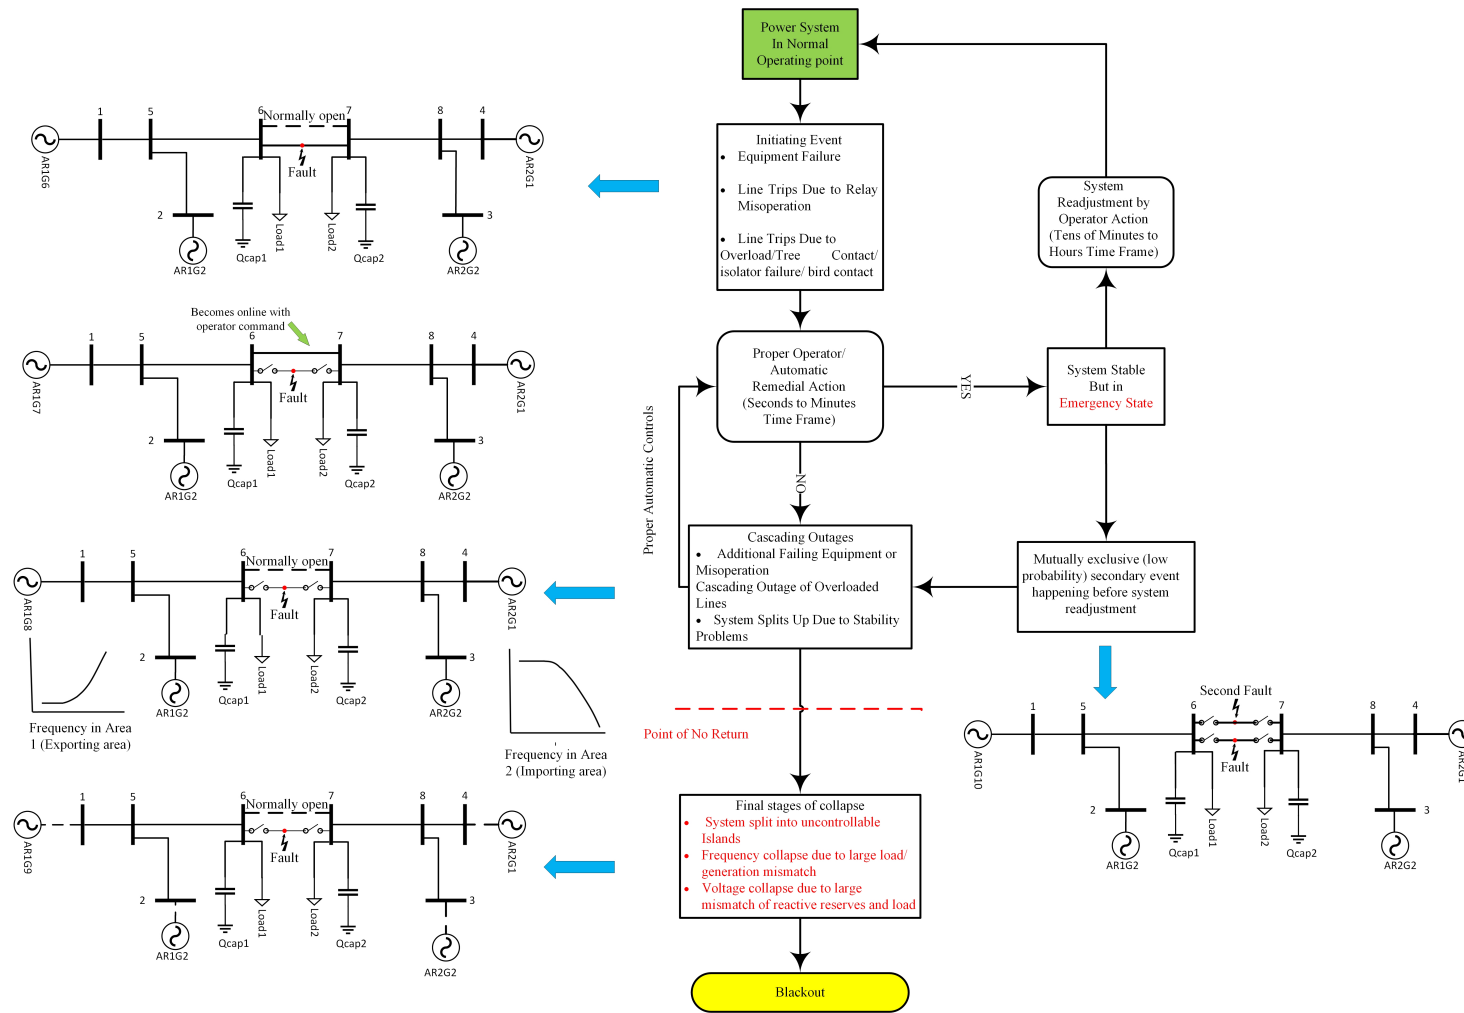 Power System
In Normal
Operating point
Initiating Event
• Equipment Failure
• Line Trips Due to Relay
Misoperation
• Line Trips Due to
Overload/Tree Contact/
isolator failure/ bird contact
System
Readjustment by
Operator Action
(Tens of Minutes to
Hours Time Frame)
Proper Operator/
Automatic
Remedial Action
(Seconds to Minutes
Time Frame)
YES
NO
System Stable
But in
Emergency State
Proper Automatic Controls
Cascading Outages
• Additional Failing Equipment or
Misoperation
Cascading Outage of Overloaded
Lines
• System Splits Up Due to Stability
Problems
Mutually exclusive (low
probability) secondary event
happening before system
readjustment
Point of No Return
Final stages of collapse
• System split into uncontrollable
Islands
• Frequency collapse due to large load/
generation mismatch
• Voltage collapse due to large
mismatch of reactive reserves and load
Blackout
1 5 6 7 8 4
Normally open
Fault
AR1G6
AR2G1
2 3
Load1
Load2
Qcap1 Qcap2
AR1G2 AR2G2
Becomes online with
operator command
1 5 6 7 8 4
Fault
AR1G7
AR2G1
2 3
Load1
Load2
Qcap1 Qcap2
AR1G2 AR2G2
1 5 6 7 8 4
Normally open
Fault
AR1G8
AR2G1
2 3
Load1
Load2
Qcap1 Qcap2
AR1G2 AR2G2
Frequency in Area
1 (Exporting area)
Frequency in Area
2 (Importing area)
1 5 6 7 8 4
Normally open
Fault
AR1G9
AR2G1
2 3
Load1
Load2
Qcap1 Qcap2
AR1G2 AR2G2
Second Fault
1 5 6 7 8 4
Fault
AR1G10
AR2G1
2 3
Load1
Load2
Qcap1 Qcap2
AR1G2 AR2G2